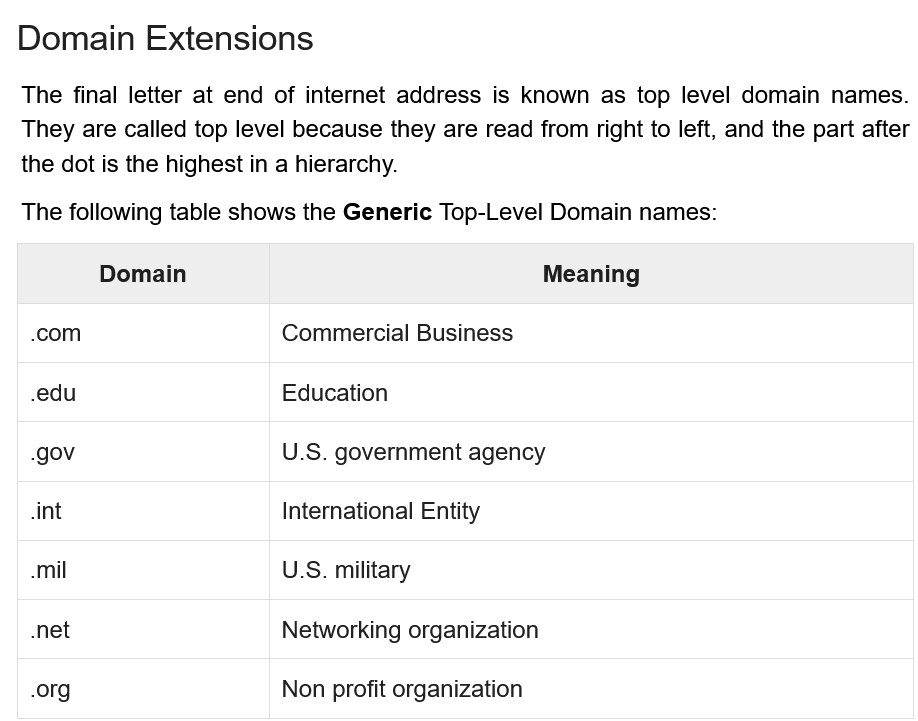 Domain Extensions
The final letter at end of internet address is known as top level domain names.
They are called top level because they are read from right to left, and the part after
the dot is the highest in a hierarchy.
The following table shows the Generic Top-Level Domain names:
Domain Meaning
.com Commercial Business
.edu Education
.gov U.S. government agency
.int International Entity
.mil U.S. military
.net Networking organization
.org Non profit organization